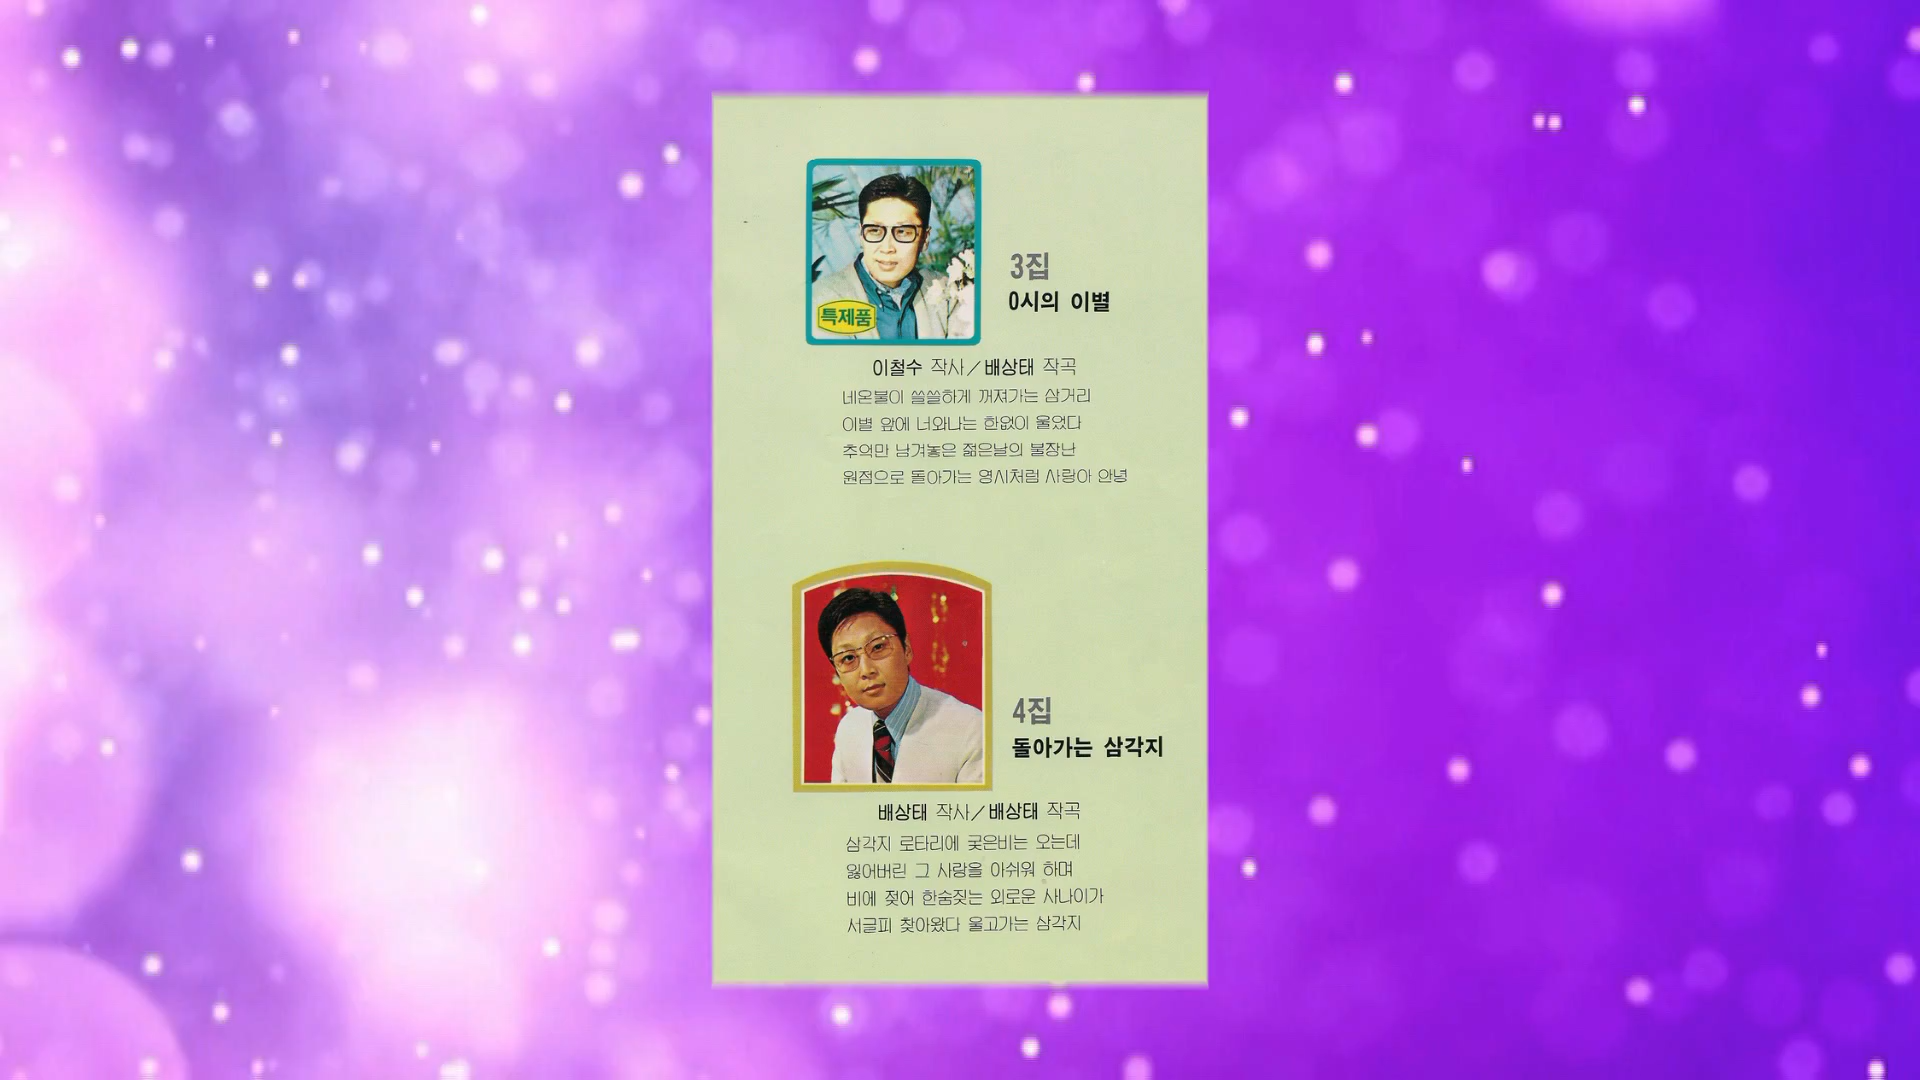 특제품
3집
0시의 이별
이철수 작사/배상태 작곡
네온불이 쓸쓸하게 꺼져가는 삼거리
이별 앞에 너와나는 한없이 울었다
추억만 남겨놓은 젊은날의 불장난
원점으로 돌아가는 영시처럼 사랑아 안녕
4집
돌아가는 삼각지
배상태 작사/배상태 작곡
삼각지 로타리에 궂은비는 오는데
잃어버린 그 사랑을 아쉬워 하며
비에 젖어 한숨짓는 외로운 사나이가
서글피 찾아왔다 울고가는 삼각지